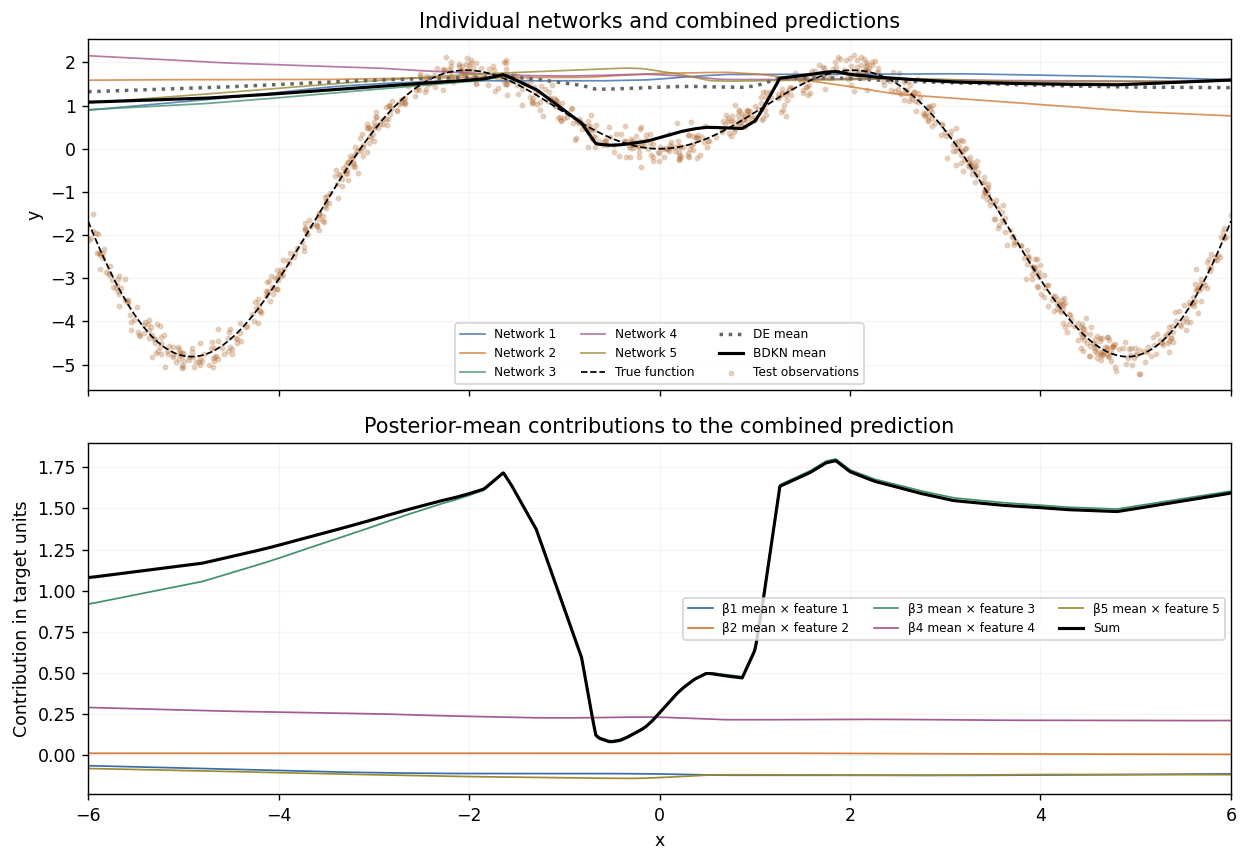 Individual networks and combined predictions
2
1
0
−1
−2
−3
−4
−5
y
Network 1 Network 4 DE mean
Network 2 Network 5 BDKN mean
Network 3 True function Test observations
Posterior-mean contributions to the combined prediction
1.75
1.50
1.25
1.00
0.75
0.50
0.25
0.00
Contribution in target units
β1 mean × feature 1 β3 mean × feature 3 β5 mean × feature 5
β2 mean × feature 2 β4 mean × feature 4 Sum
−6 −4 −2 0 2 4 6
x